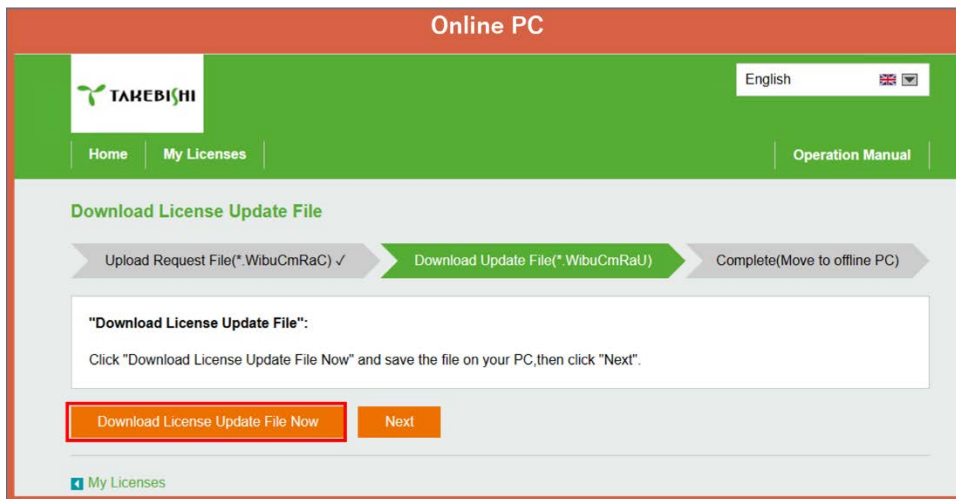 Online PC
TAKEBISHI
English
Home
My Licenses
Operation Manual
Download License Update File
Upload Request File(*.WibuCmRaC) ✓
Download Update File(*.WibuCmRaU)
Complete(Move to offline PC)
"Download License Update File":
Click "Download License Update File Now" and save the file on your PC,then click "Next".
Download License Update File Now
Next
My Licenses